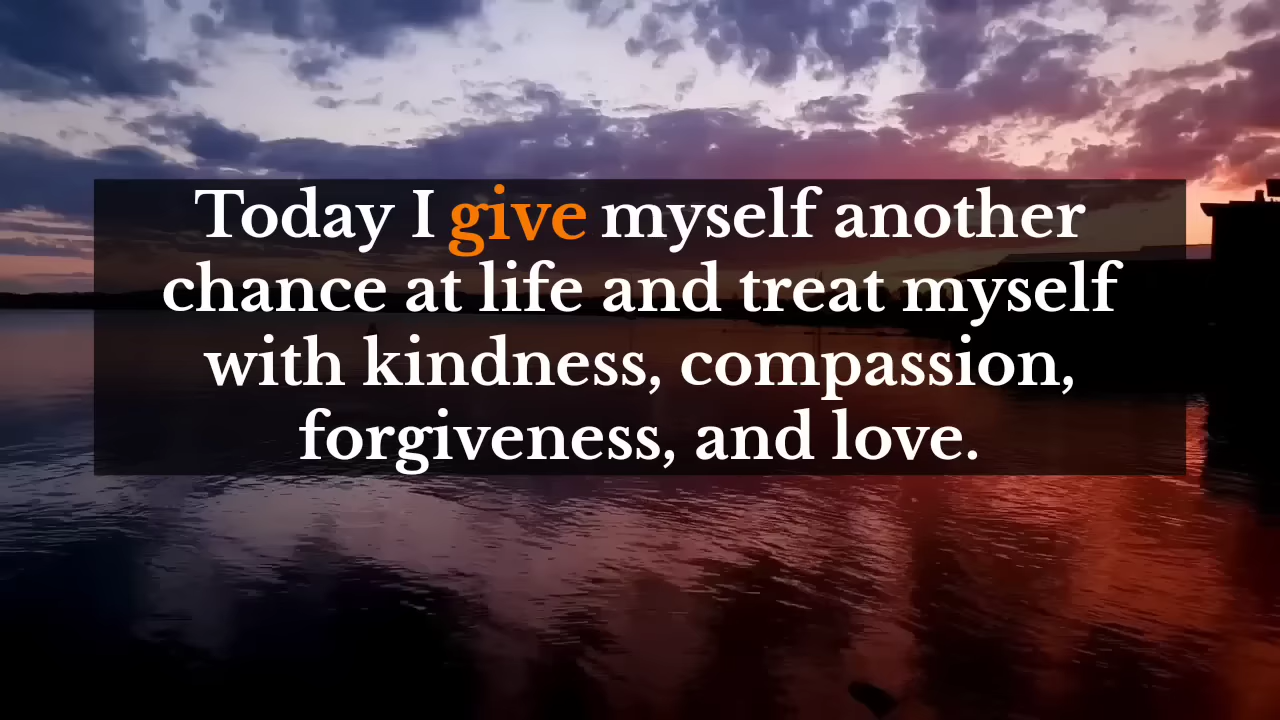 Today I give myself another
chance at life and treat myself
with kindness, compassion,
forgiveness, and love.